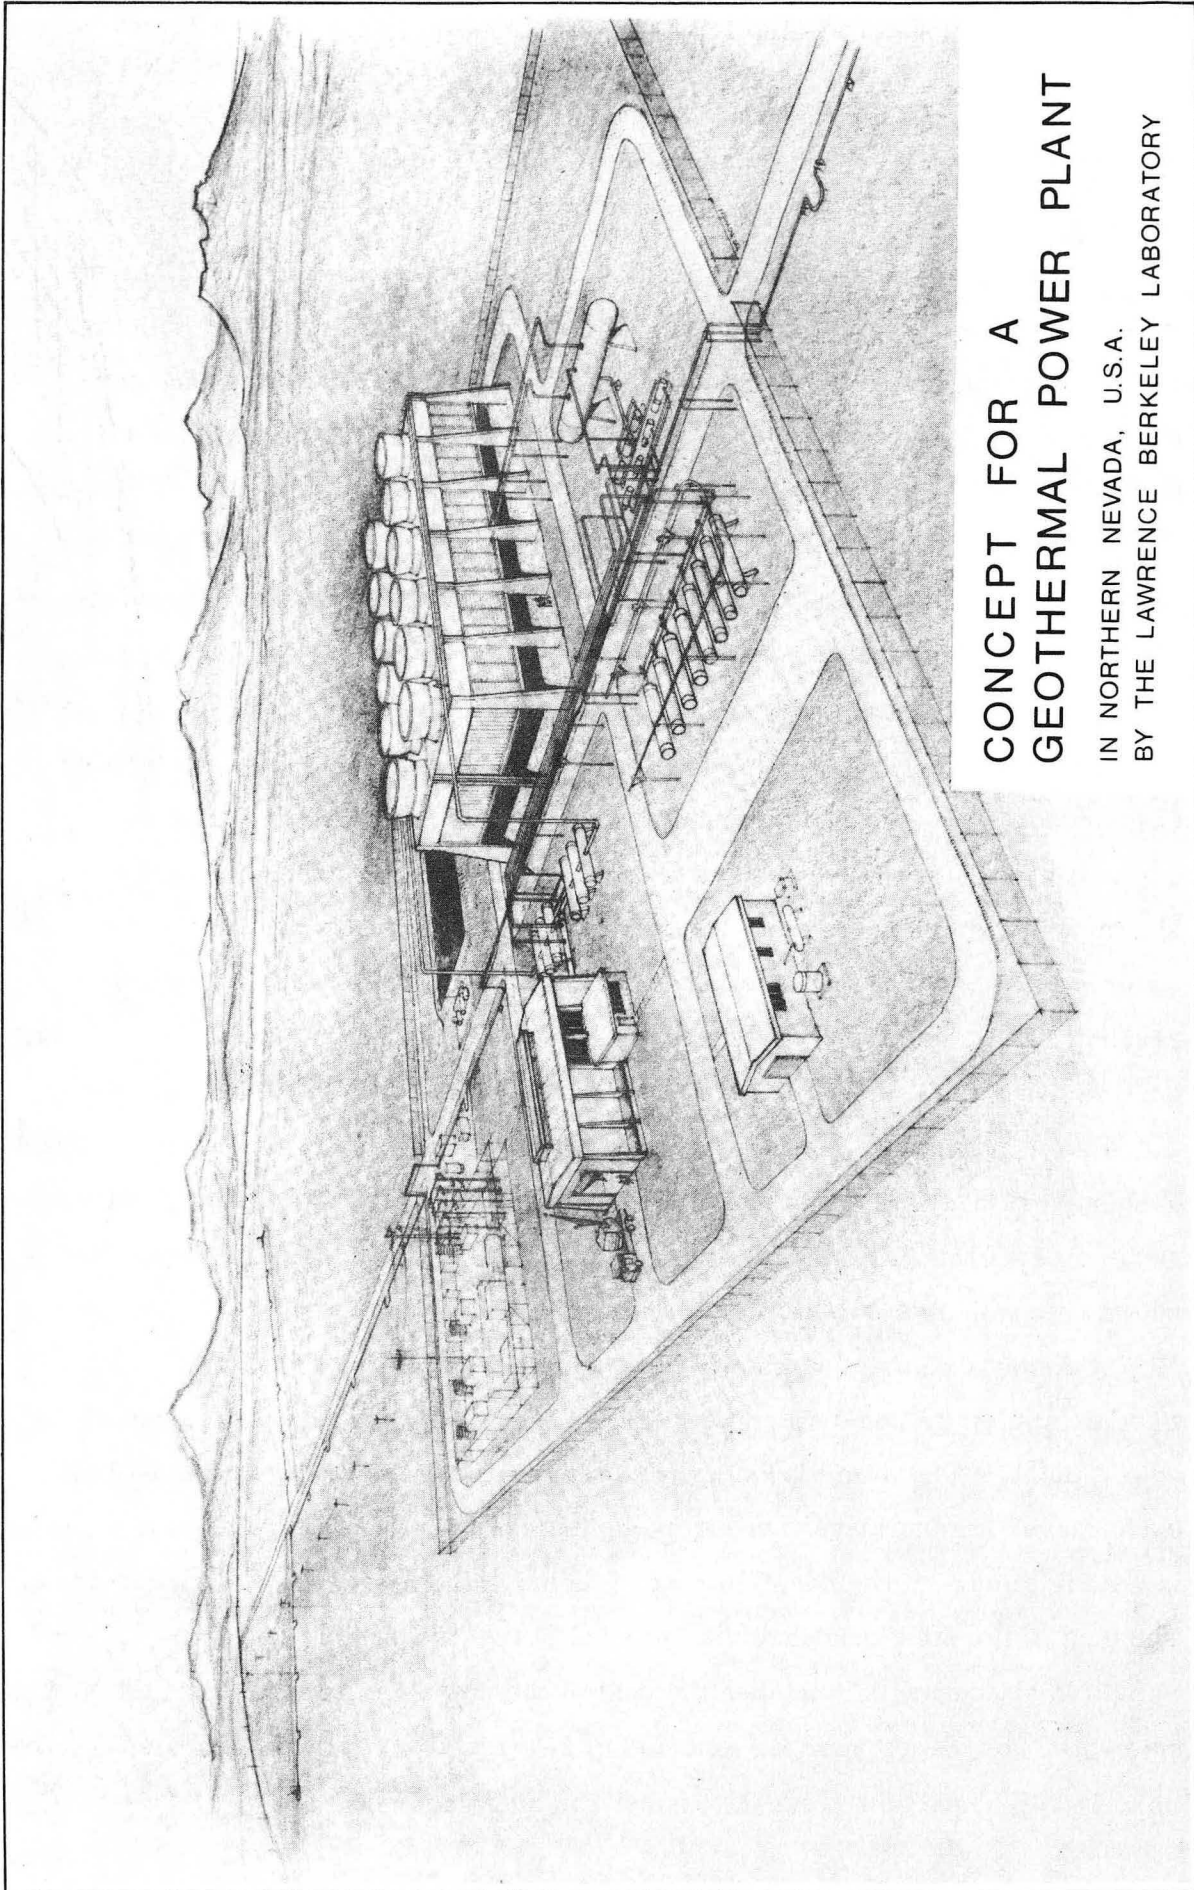 CONCEPT FOR A
GEOTHERMAL POWER PLANT
IN NORTHERN NEVADA, U.S.A.
BY THE LAWRENCE BERKELEY LABORATORY